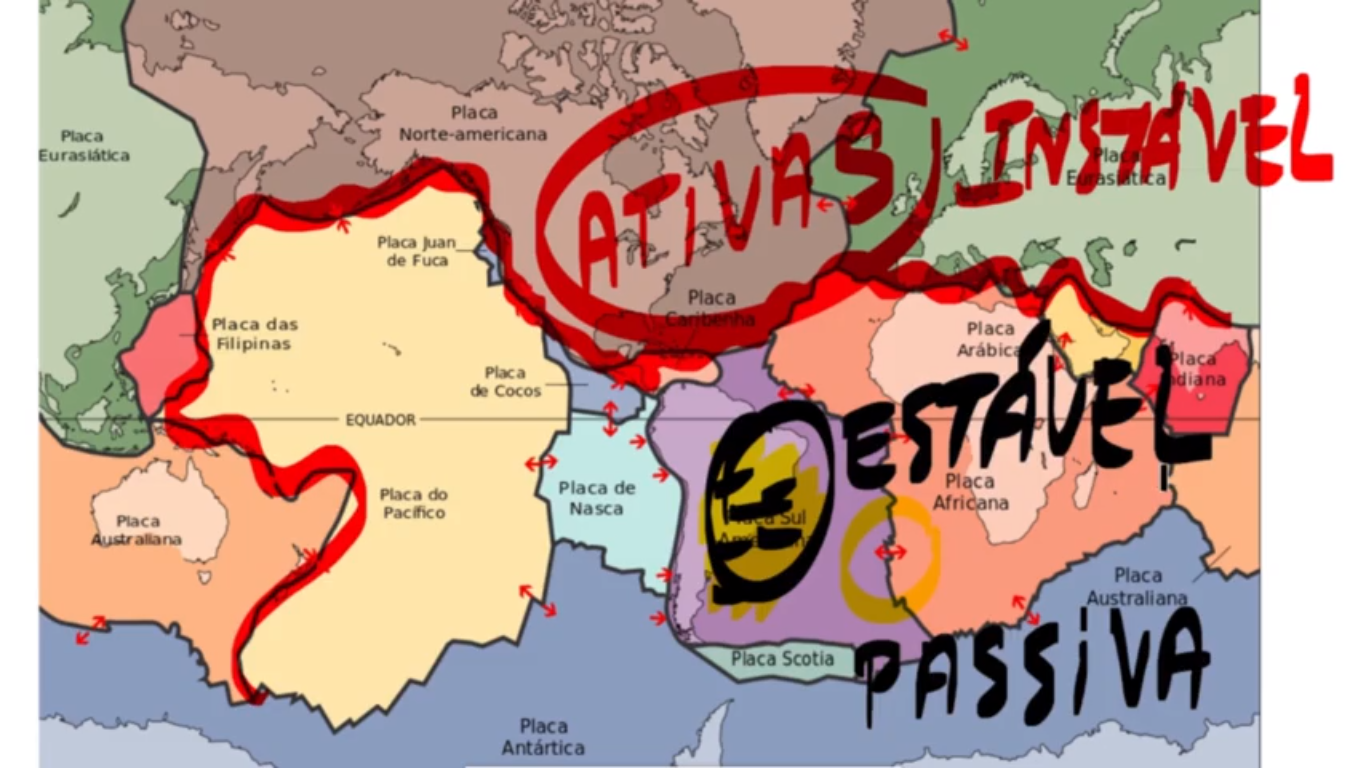 Placa
Norte-americana
Placa
Eurasiática
ATIVAS
INSTÁVEL
Placa
Eurasiática
Placa Juan
de Fuca
Placa
Caribenha
Placa das
Filipinas
Placa
Arábica
Placa
Indiana
Placa
de Cocos
EQUADOR
ESTÁVEL
Placa do
Pacífico
Placa de
Nasca
Placa Sul
Placa
Africana
Placa
Australiana
Placa
Australiana
PASSIVA
Placa Scotia
Placa
Antártica